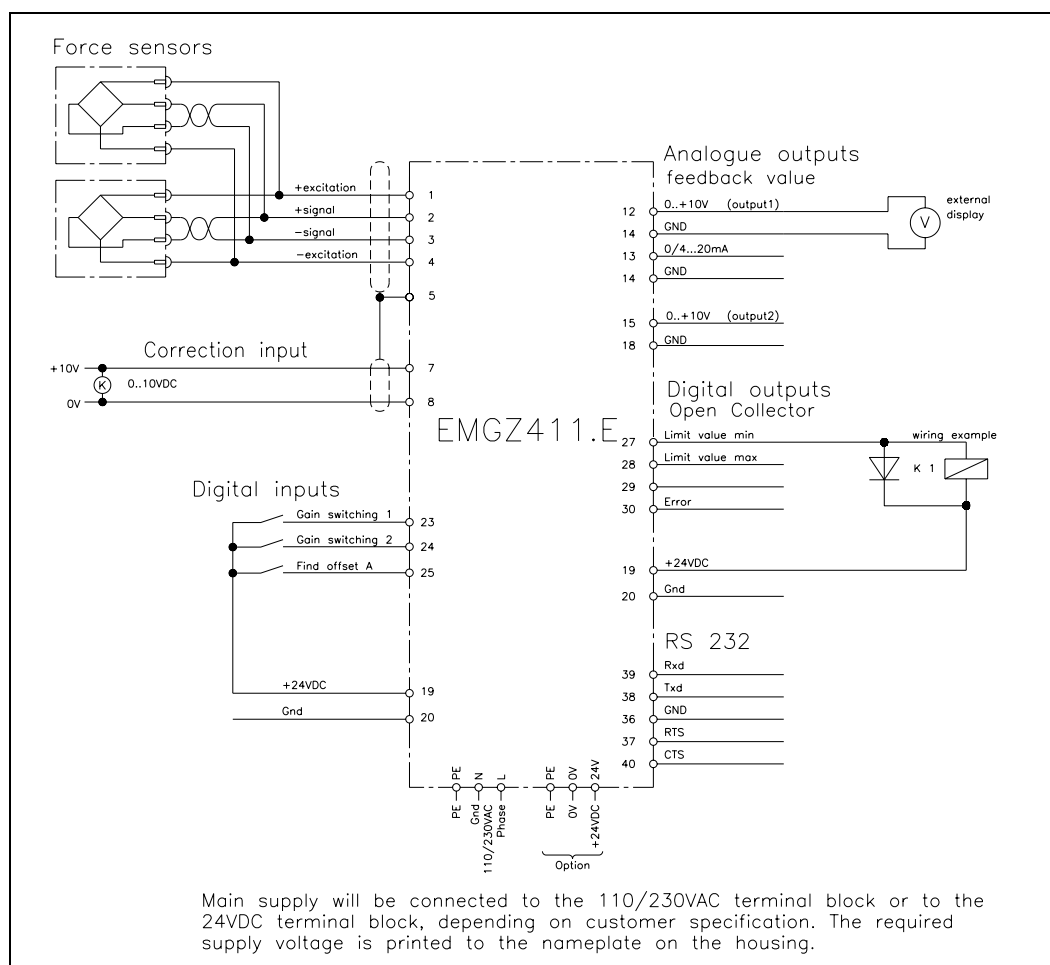 Force sensors
+excitation
+signal
−signal
−excitation
1
2
3
4
5
Correction input
+10V
K
0..10VDC
0V
7
8
EMGZ411.E
Digital inputs
Gain switching 1
23
Gain switching 2
24
Find offset A
25
+24VDC
19
Gnd
20
Analogue outputs
feedback value
12
0..+10V (output1)
14
GND
13
0/4...20mA
14
GND
V
external
display
15
0..+10V (output2)
18
GND
Digital outputs
Open Collector
27
Limit value min
wiring example
28
Limit value max
K 1
29
30
Error
19
+24VDC
20
Gnd
RS 232
39
Rxd
38
Txd
36
GND
37
RTS
40
CTS
PE
N
L
PE
0V
24V
PE
Gnd
110/230VAC
Phase
PE
0V
+24VDC
Option
Main supply will be connected to the 110/230VAC terminal block or to the
24VDC terminal block, depending on customer specification. The required
supply voltage is printed to the nameplate on the housing.